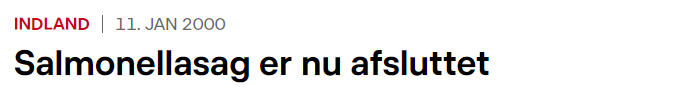 INDLAND | 11. JAN 2000
Salmonellasag er nu afsluttet